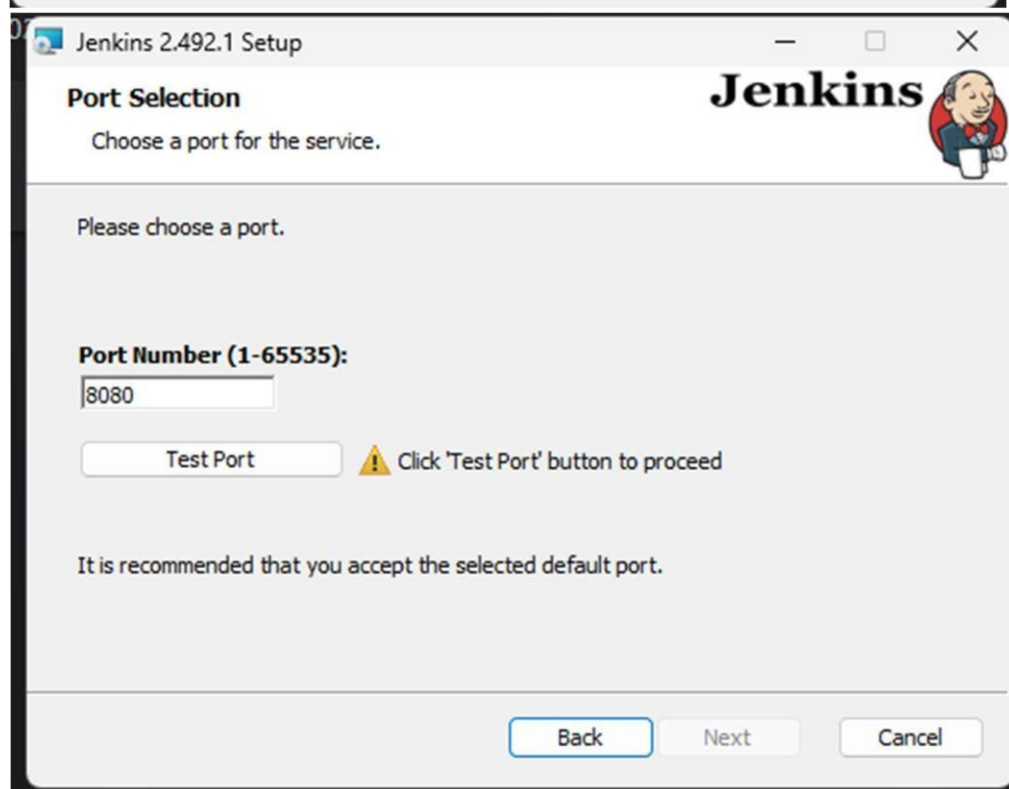 Jenkins 2.492.1 Setup
Port Selection
Jenkins
Choose a port for the service.
Please choose a port.
Port Number (1-65535):
8080
Test Port
Click 'Test Port' button to proceed
It is recommended that you accept the selected default port.
Back
Next
Cancel